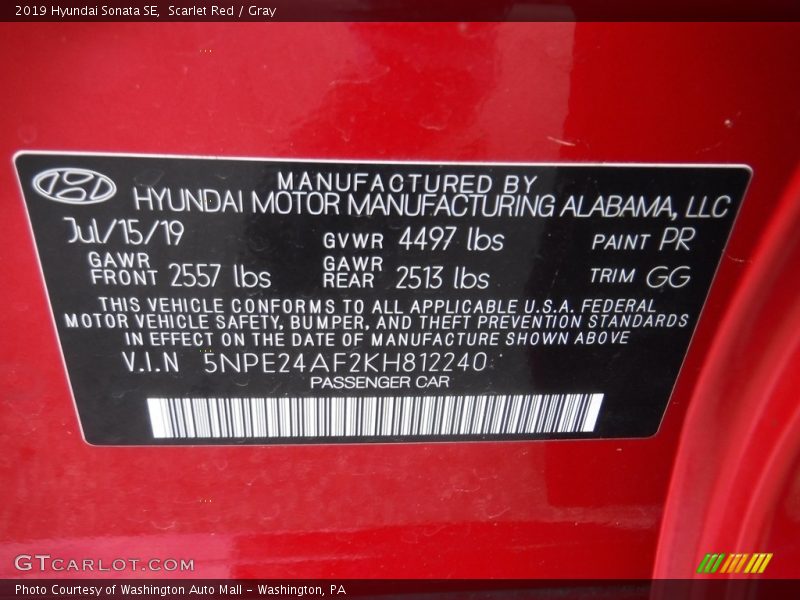 2019 Hyundai Sonata SE, Scarlet Red / Gray
MANUFACTURED BY
HYUNDAI MOTOR MANUFACTURING ALABAMA, LLC
Jul/15/19 GVWR 4497 lbs PAINT PR
GAWR FRONT 2557 lbs GAWR REAR 2513 lbs TRIM GG
THIS VEHICLE CONFORMS TO ALL APPLICABLE U.S.A. FEDERAL
MOTOR VEHICLE SAFETY, BUMPER, AND THEFT PREVENTION STANDARDS
IN EFFECT ON THE DATE OF MANUFACTURE SHOWN ABOVE
V.I.N 5NPE24AF2KH812240
PASSENGER CAR
GTCARLOT.COM
Photo Courtesy of Washington Auto Mall - Washington, PA